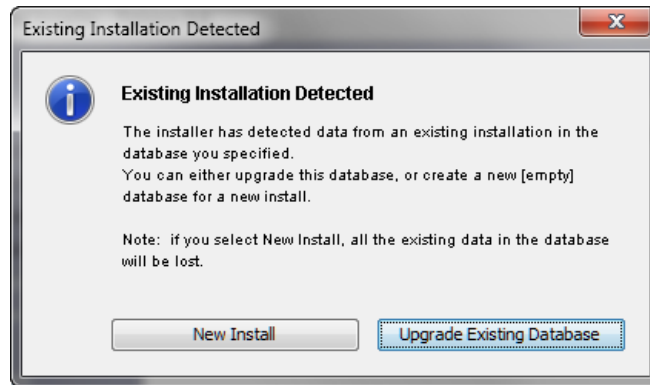 Existing Installation Detected
Existing Installation Detected
The installer has detected data from an existing installation in the
database you specified.
You can either upgrade this database, or create a new [empty]
database for a new install.
Note: if you select New Install, all the existing data in the database
will be lost.
New Install
Upgrade Existing Database